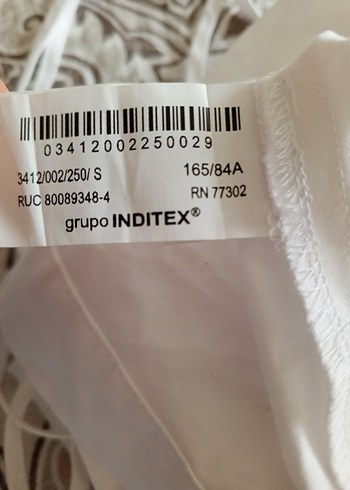 03412002250029
3412/002/250/ S 165/84A
RUC 80089348-4 RN 77302
grupo INDITEX®